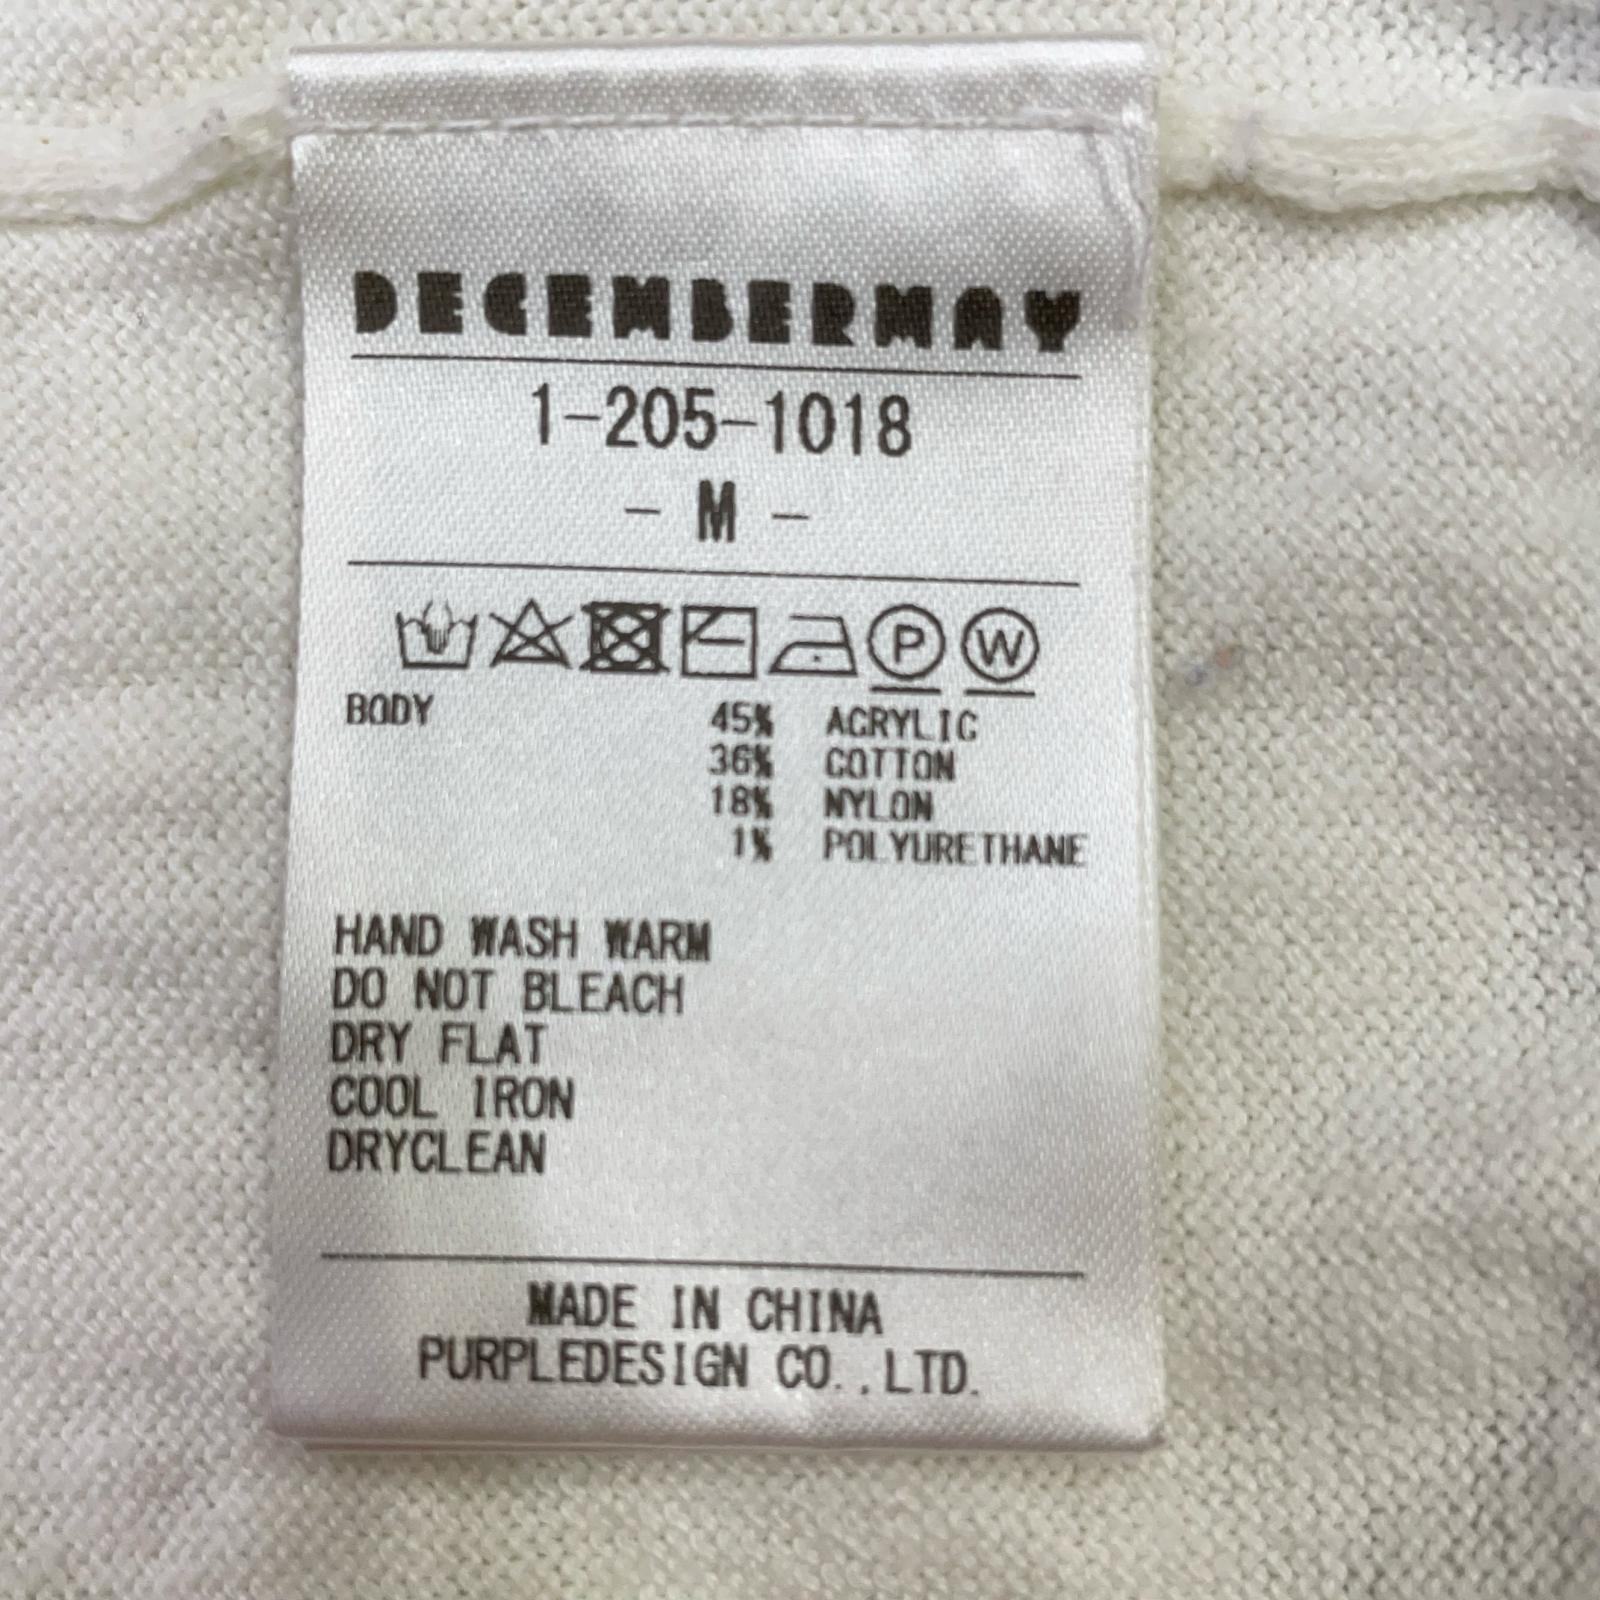 DECEMBERMAY
1-205-1018
- M -
P W
BODY 45% ACRYLIC
36% COTTON
18% NYLON
1% POLYURETHANE
HAND WASH WARM
DO NOT BLEACH
DRY FLAT
COOL IRON
DRYCLEAN
MADE IN CHINA
PURPLEDESIGN CO.,LTD.